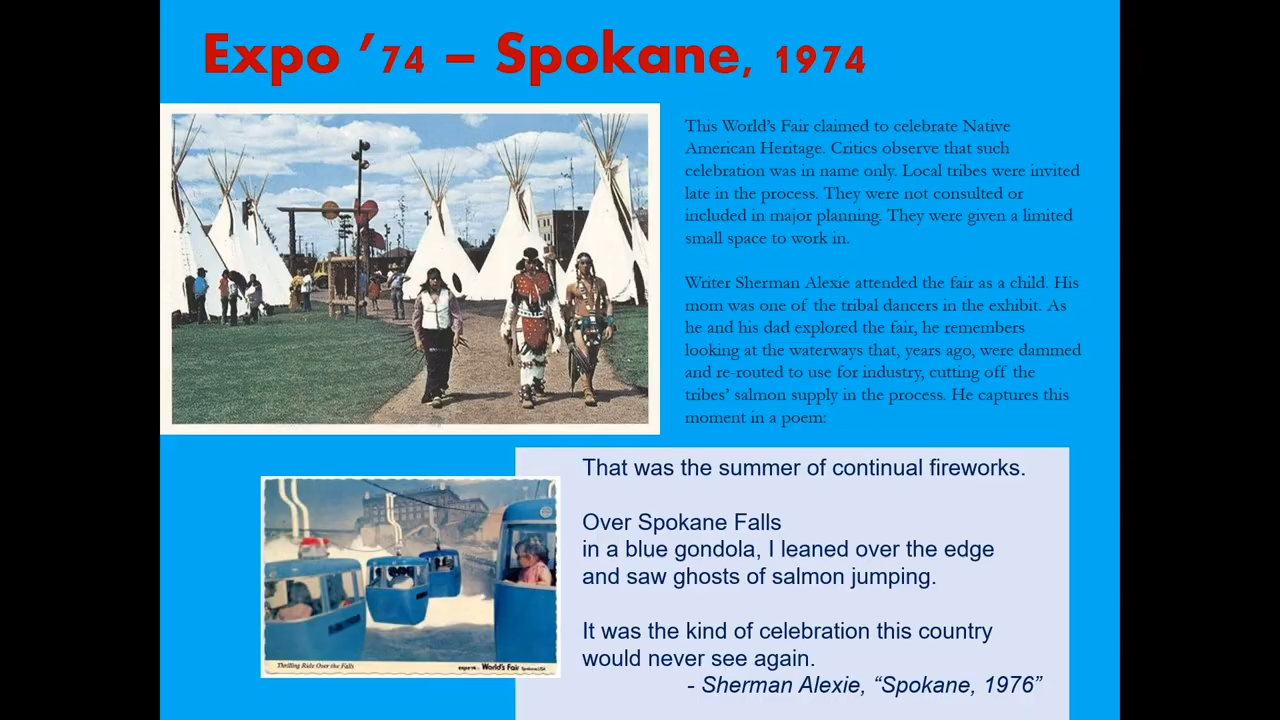 Expo ’74 – Spokane, 1974
This World’s Fair claimed to celebrate Native
American Heritage. Critics observe that such
celebration was in name only. Local tribes were invited
late in the process. They were not consulted or
included in major planning. They were given a limited
small space to work in.
Writer Sherman Alexie attended the fair as a child. His
mom was one of the tribal dancers in the exhibit. As
he and his dad explored the fair, he remembers
looking at the waterways that, years ago, were dammed
and re-routed to use for industry, cutting off the
tribes’ salmon supply in the process. He captures this
moment in a poem:
That was the summer of continual fireworks.
Over Spokane Falls
in a blue gondola, I leaned over the edge
and saw ghosts of salmon jumping.
It was the kind of celebration this country
would never see again.
- Sherman Alexie, “Spokane, 1976”
Thrilling Ride Over the Falls
expo'74 World's Fair Spokane,USA